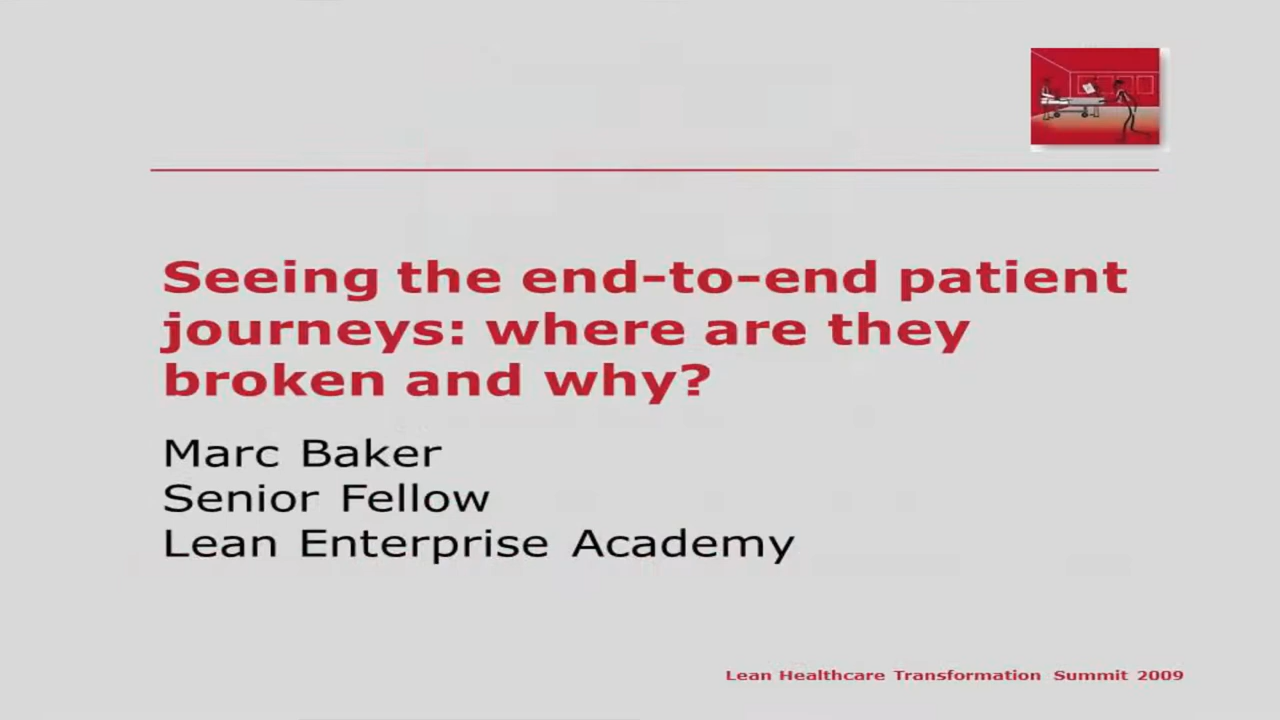 Seeing the end-to-end patient
journeys: where are they
broken and why?
Marc Baker
Senior Fellow
Lean Enterprise Academy
Lean Healthcare Transformation Summit 2009